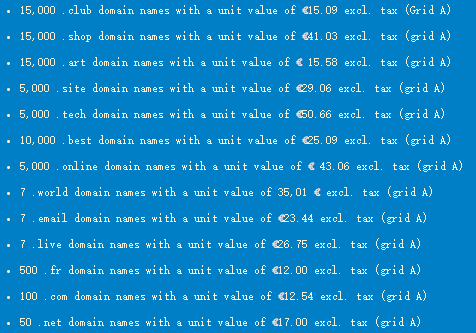 • 15,000 .club domain names with a unit value of €15.09 excl. tax (Grid A)
• 15,000 .shop domain names with a unit value of €41.03 excl. tax (grid A)
• 15,000 .art domain names with a unit value of € 15.58 excl. tax (grid A)
• 5,000 .site domain names with a unit value of €29.06 excl. tax (grid A)
• 5,000 .tech domain names with a unit value of €50.66 excl. tax (grid A)
• 10,000 .best domain names with a unit value of €25.09 excl. tax (grid A)
• 5,000 .online domain names with a unit value of € 43.06 excl. tax (grid A)
• 7 .world domain names with a unit value of 35,01 € excl. tax (grid A)
• 7 .email domain names with a unit value of €23.44 excl. tax (grid A)
• 7 .live domain names with a unit value of €26.75 excl. tax (grid A)
• 500 .fr domain names with a unit value of €12.00 excl. tax (grid A)
• 100 .com domain names with a unit value of €12.54 excl. tax (grid A)
• 50 .net domain names with a unit value of €17.00 excl. tax (grid A)